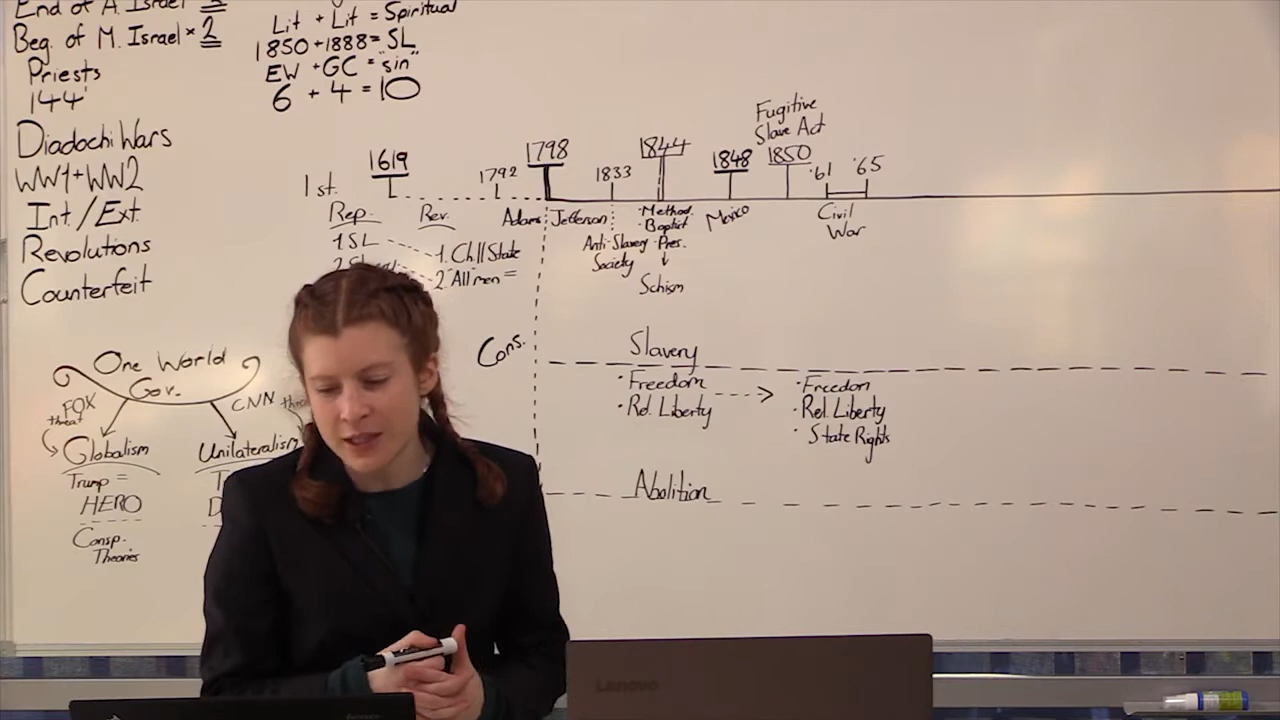 End of A. Israel
Beg. of M. Israel * 2
Priests
144'
Diadochi Wars
WW1+WW2
Int./Ext.
Revolutions
Counterfeit
Lit + Lit = Spiritual
1850+1888 = SL
EW + GC = "sin"
6 + 4 = 10
1st.
1619
1792
1798
1833
1844
1848
Fugitive
Slave Act
1850
'61 '65
Rep.
1. SL
2.
Rev.
1. Ch || State
2. All men =
Adams
Jefferson
Anti-Slavery
Society
• Method.
• Baptist
• Pres.
↓
Schism
Mexico
Civil
War
Cons.
Slavery
• Freedom
• Rel. Liberty
• Freedom
• Rel. Liberty
• State Rights
Abolition
One World
Gov.
FOX
threat
CNN
Globalism
Trump =
HERO
Consp.
Theories
Unilateralism
Lenovo